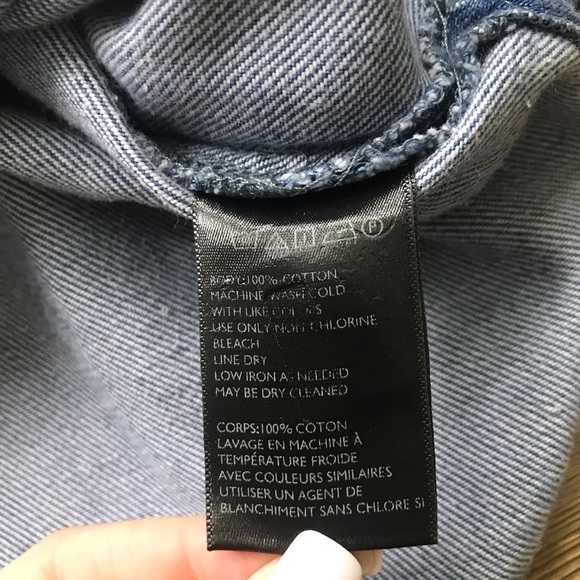 BODY:100% COTTON
MACHINE WASH COLD
WITH LIKE COLORS
USE ONLY NON CHLORINE
BLEACH
LINE DRY
LOW IRON AS NEEDED
MAY BE DRY CLEANED
CORPS:100% COTON
LAVAGE EN MACHINE À
TEMPÉRATURE FROIDE
AVEC COULEURS SIMILAIRES
UTILISER UN AGENT DE
BLANCHIMENT SANS CHLORE SI